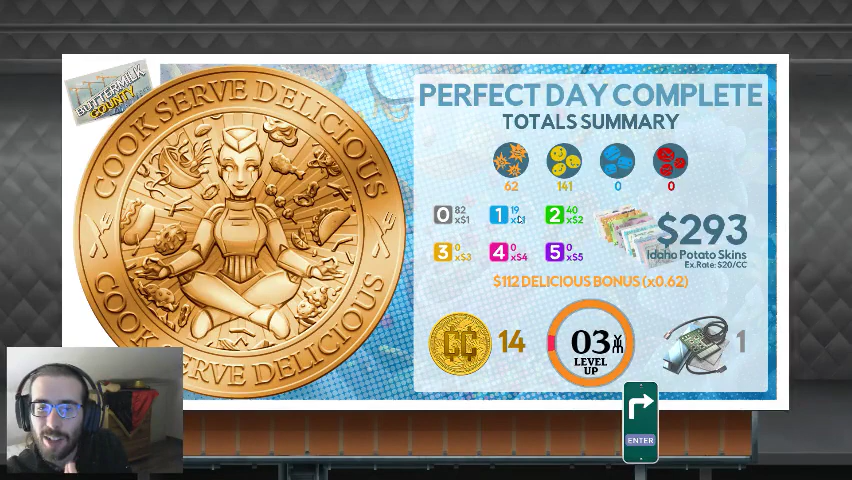 BUTTERMILK
COUNTY
COOK SERVE DELICIOUS
COOK SERVE DELICIOUS
PERFECT DAY COMPLETE
TOTALS SUMMARY
62 141 0 0
0 82 x$1 1 19 x$1 2 40 x$2
3 0 x$3 4 0 x$4 5 0 x$5
$293
Idaho Potato Skins
Ex.Rate: $20/CC
$112 DELICIOUS BONUS (x0.62)
CC 14 03 1
LEVEL
UP
ENTER